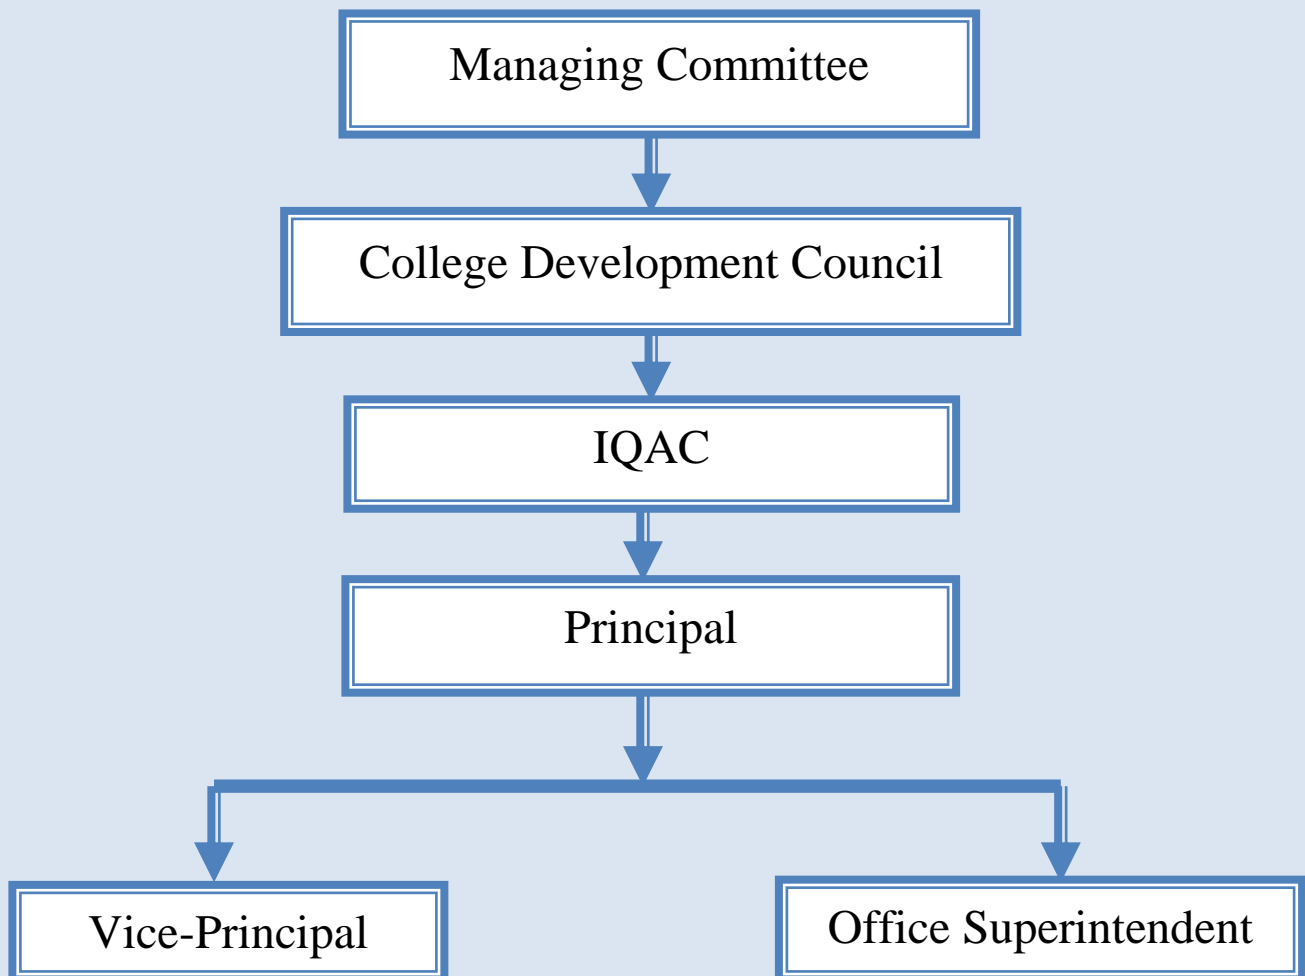 Managing Committee
College Development Council
IQAC
Principal
Vice-Principal
Office Superintendent